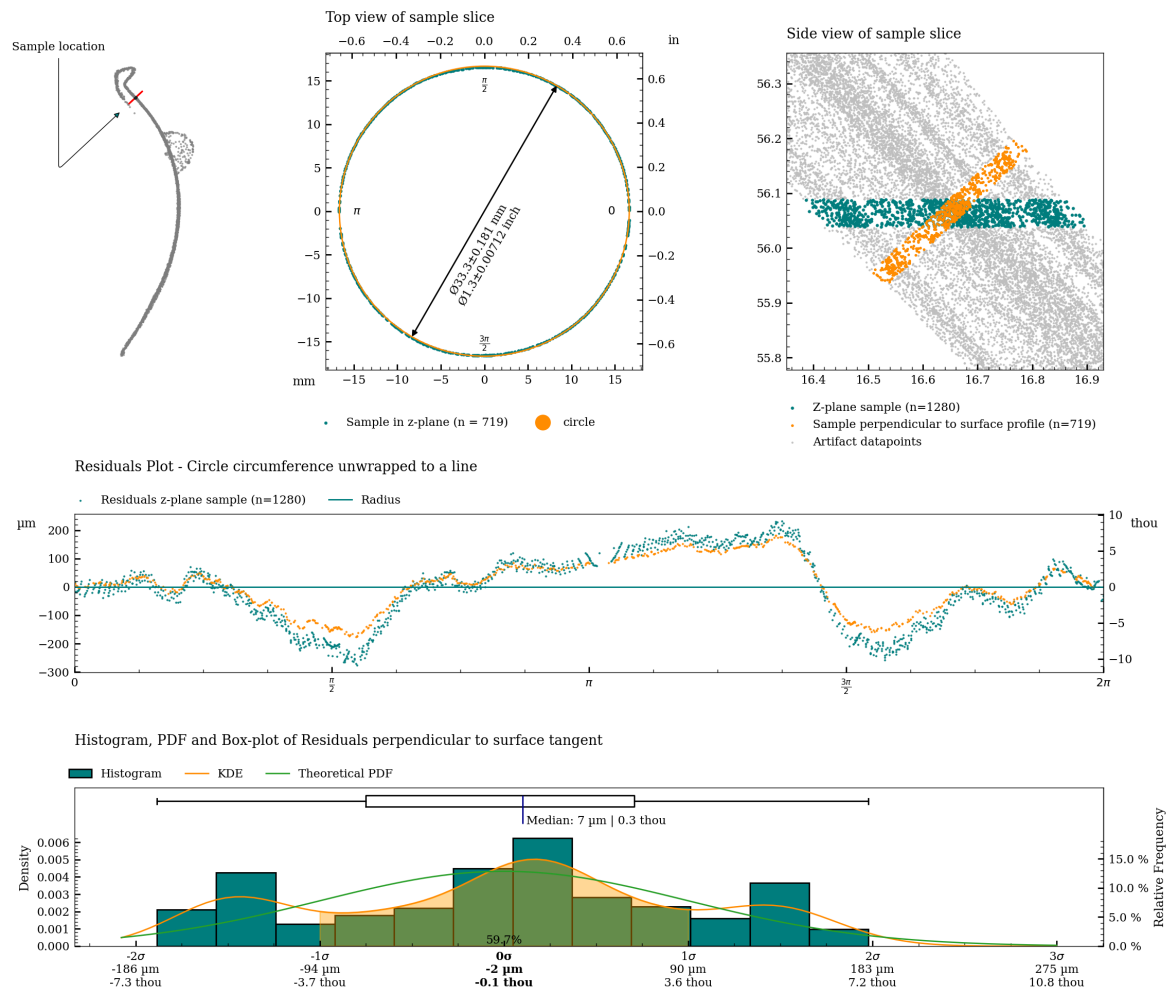 Sample location
Top view of sample slice
−0.6 −0.4 −0.2 0.0 0.2 0.4 0.6 in
15
10
5
0
−5
−10
−15
0.6
0.4
0.2
0.0
−0.2
−0.4
−0.6
π/2
π
0
3π/2
Ø33.3±0.181 mm
Ø1.3±0.00712 inch
mm −15 −10 −5 0 5 10 15
Sample in z-plane (n = 719) circle
Side view of sample slice
56.3
56.2
56.1
56.0
55.9
55.8
16.4 16.5 16.6 16.7 16.8 16.9
Z-plane sample (n=1280)
Sample perpendicular to surface profile (n=719)
Artifact datapoints
Residuals Plot - Circle circumference unwrapped to a line
Residuals z-plane sample (n=1280) Radius
µm
200
100
0
−100
−200
−300
thou
10
5
0
−5
−10
0 π/2 π 3π/2 2π
Histogram, PDF and Box-plot of Residuals perpendicular to surface tangent
Histogram KDE Theoretical PDF
Median: 7 µm | 0.3 thou
Density
0.006
0.005
0.004
0.003
0.002
0.001
0.000
Relative Frequency
15.0 %
10.0 %
5.0 %
0.0 %
59.7%
-2σ -1σ 0σ 1σ 2σ 3σ
-186 µm -94 µm -2 µm 90 µm 183 µm 275 µm
-7.3 thou -3.7 thou -0.1 thou 3.6 thou 7.2 thou 10.8 thou